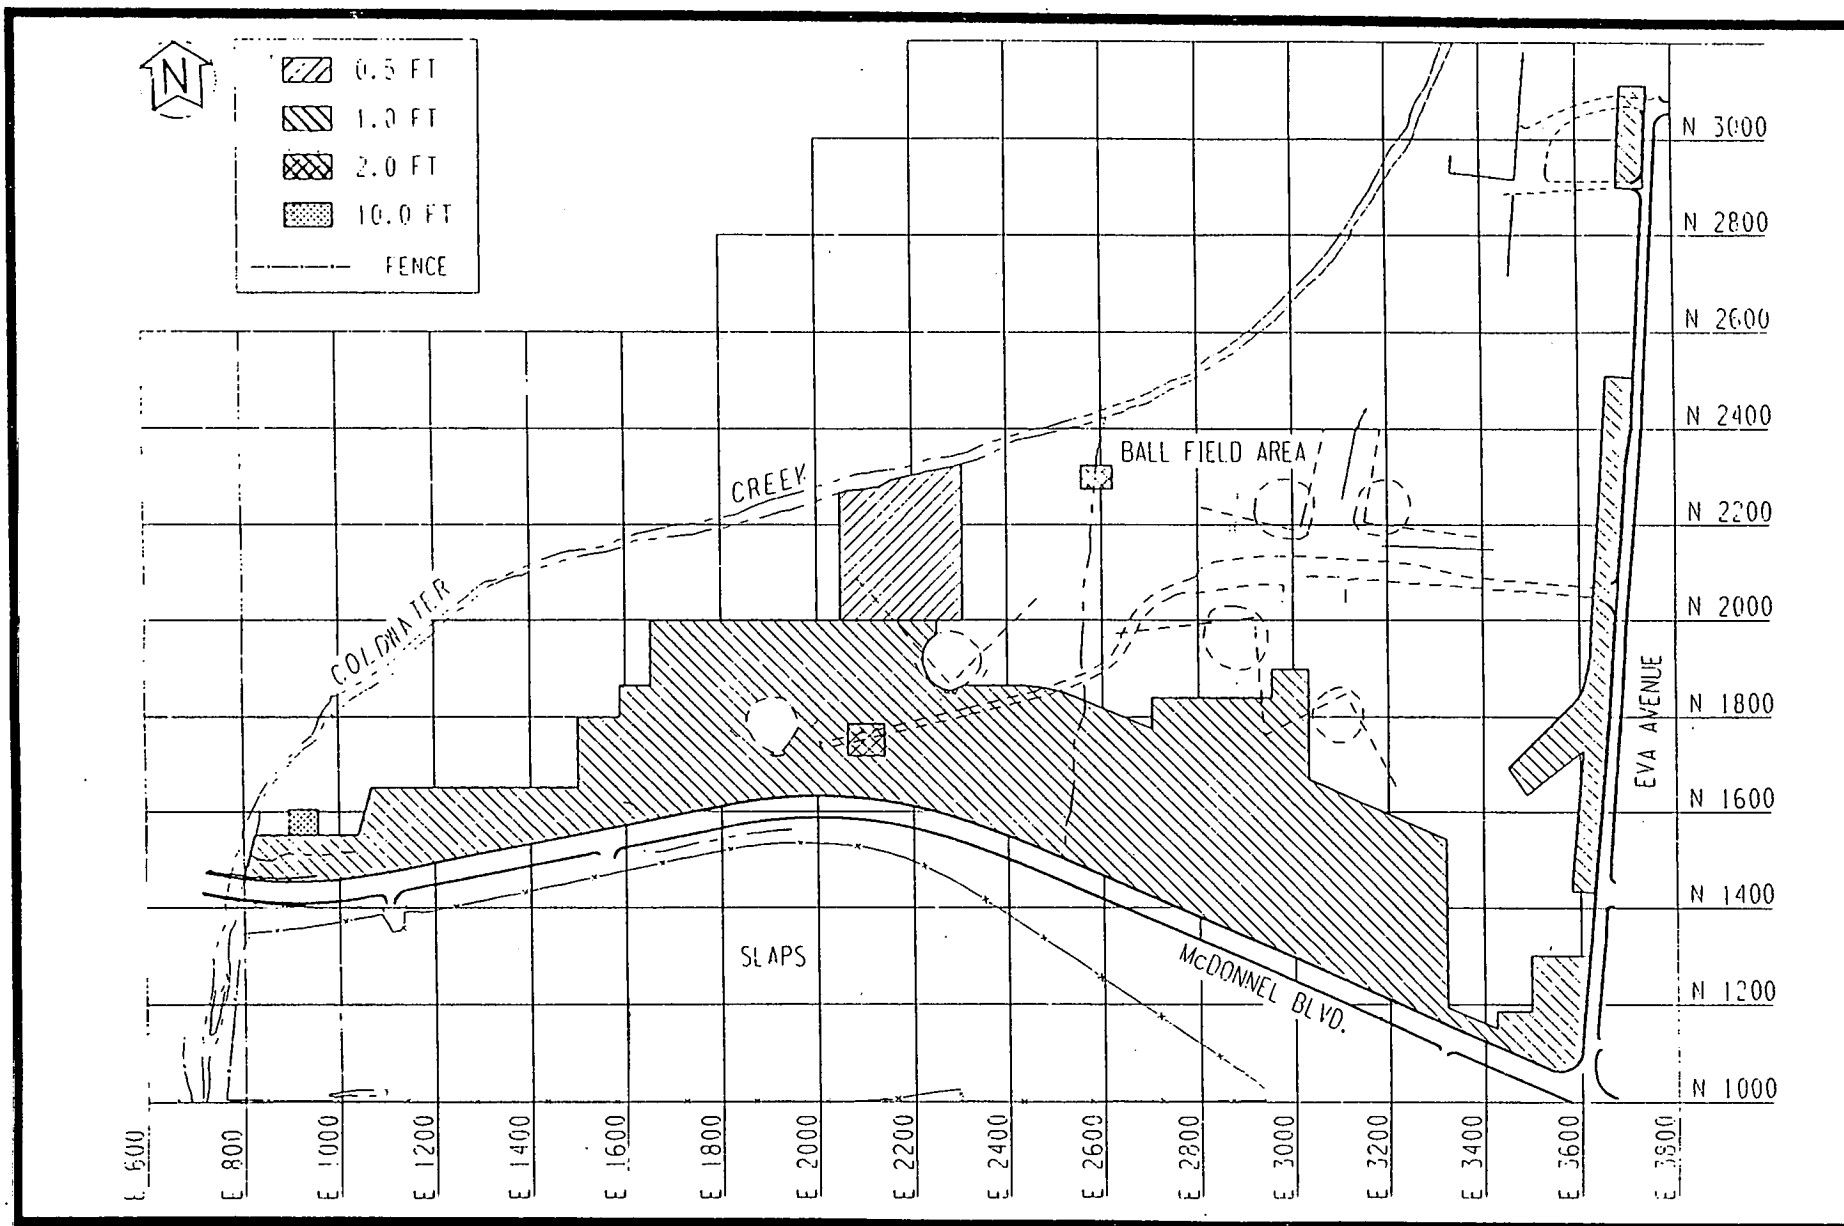 N
0.5 FT
1.0 FT
2.0 FT
10.0 FT
FENCE
N 3000
N 2800
N 2600
N 2400
N 2200
N 2000
N 1800
N 1600
N 1400
N 1200
N 1000
BALL FIELD AREA
COLDWATER CREEK
EVA AVENUE
SLAPS
McDONNEL BLVD.
E 600
E 800
E 1000
E 1200
E 1400
E 1600
E 1800
E 2000
E 2200
E 2400
E 2600
E 2800
E 3000
E 3200
E 3400
E 3600
E 3800